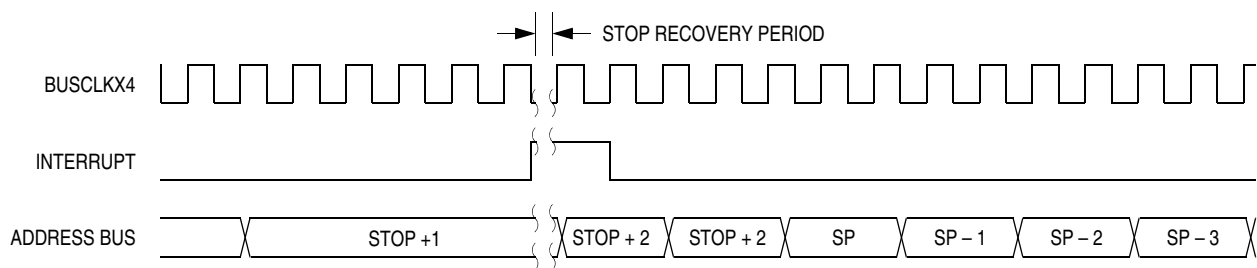 STOP RECOVERY PERIOD
BUSCLKX4
INTERRUPT
ADDRESS BUS STOP +1 STOP + 2 STOP + 2 SP SP – 1 SP – 2 SP – 3